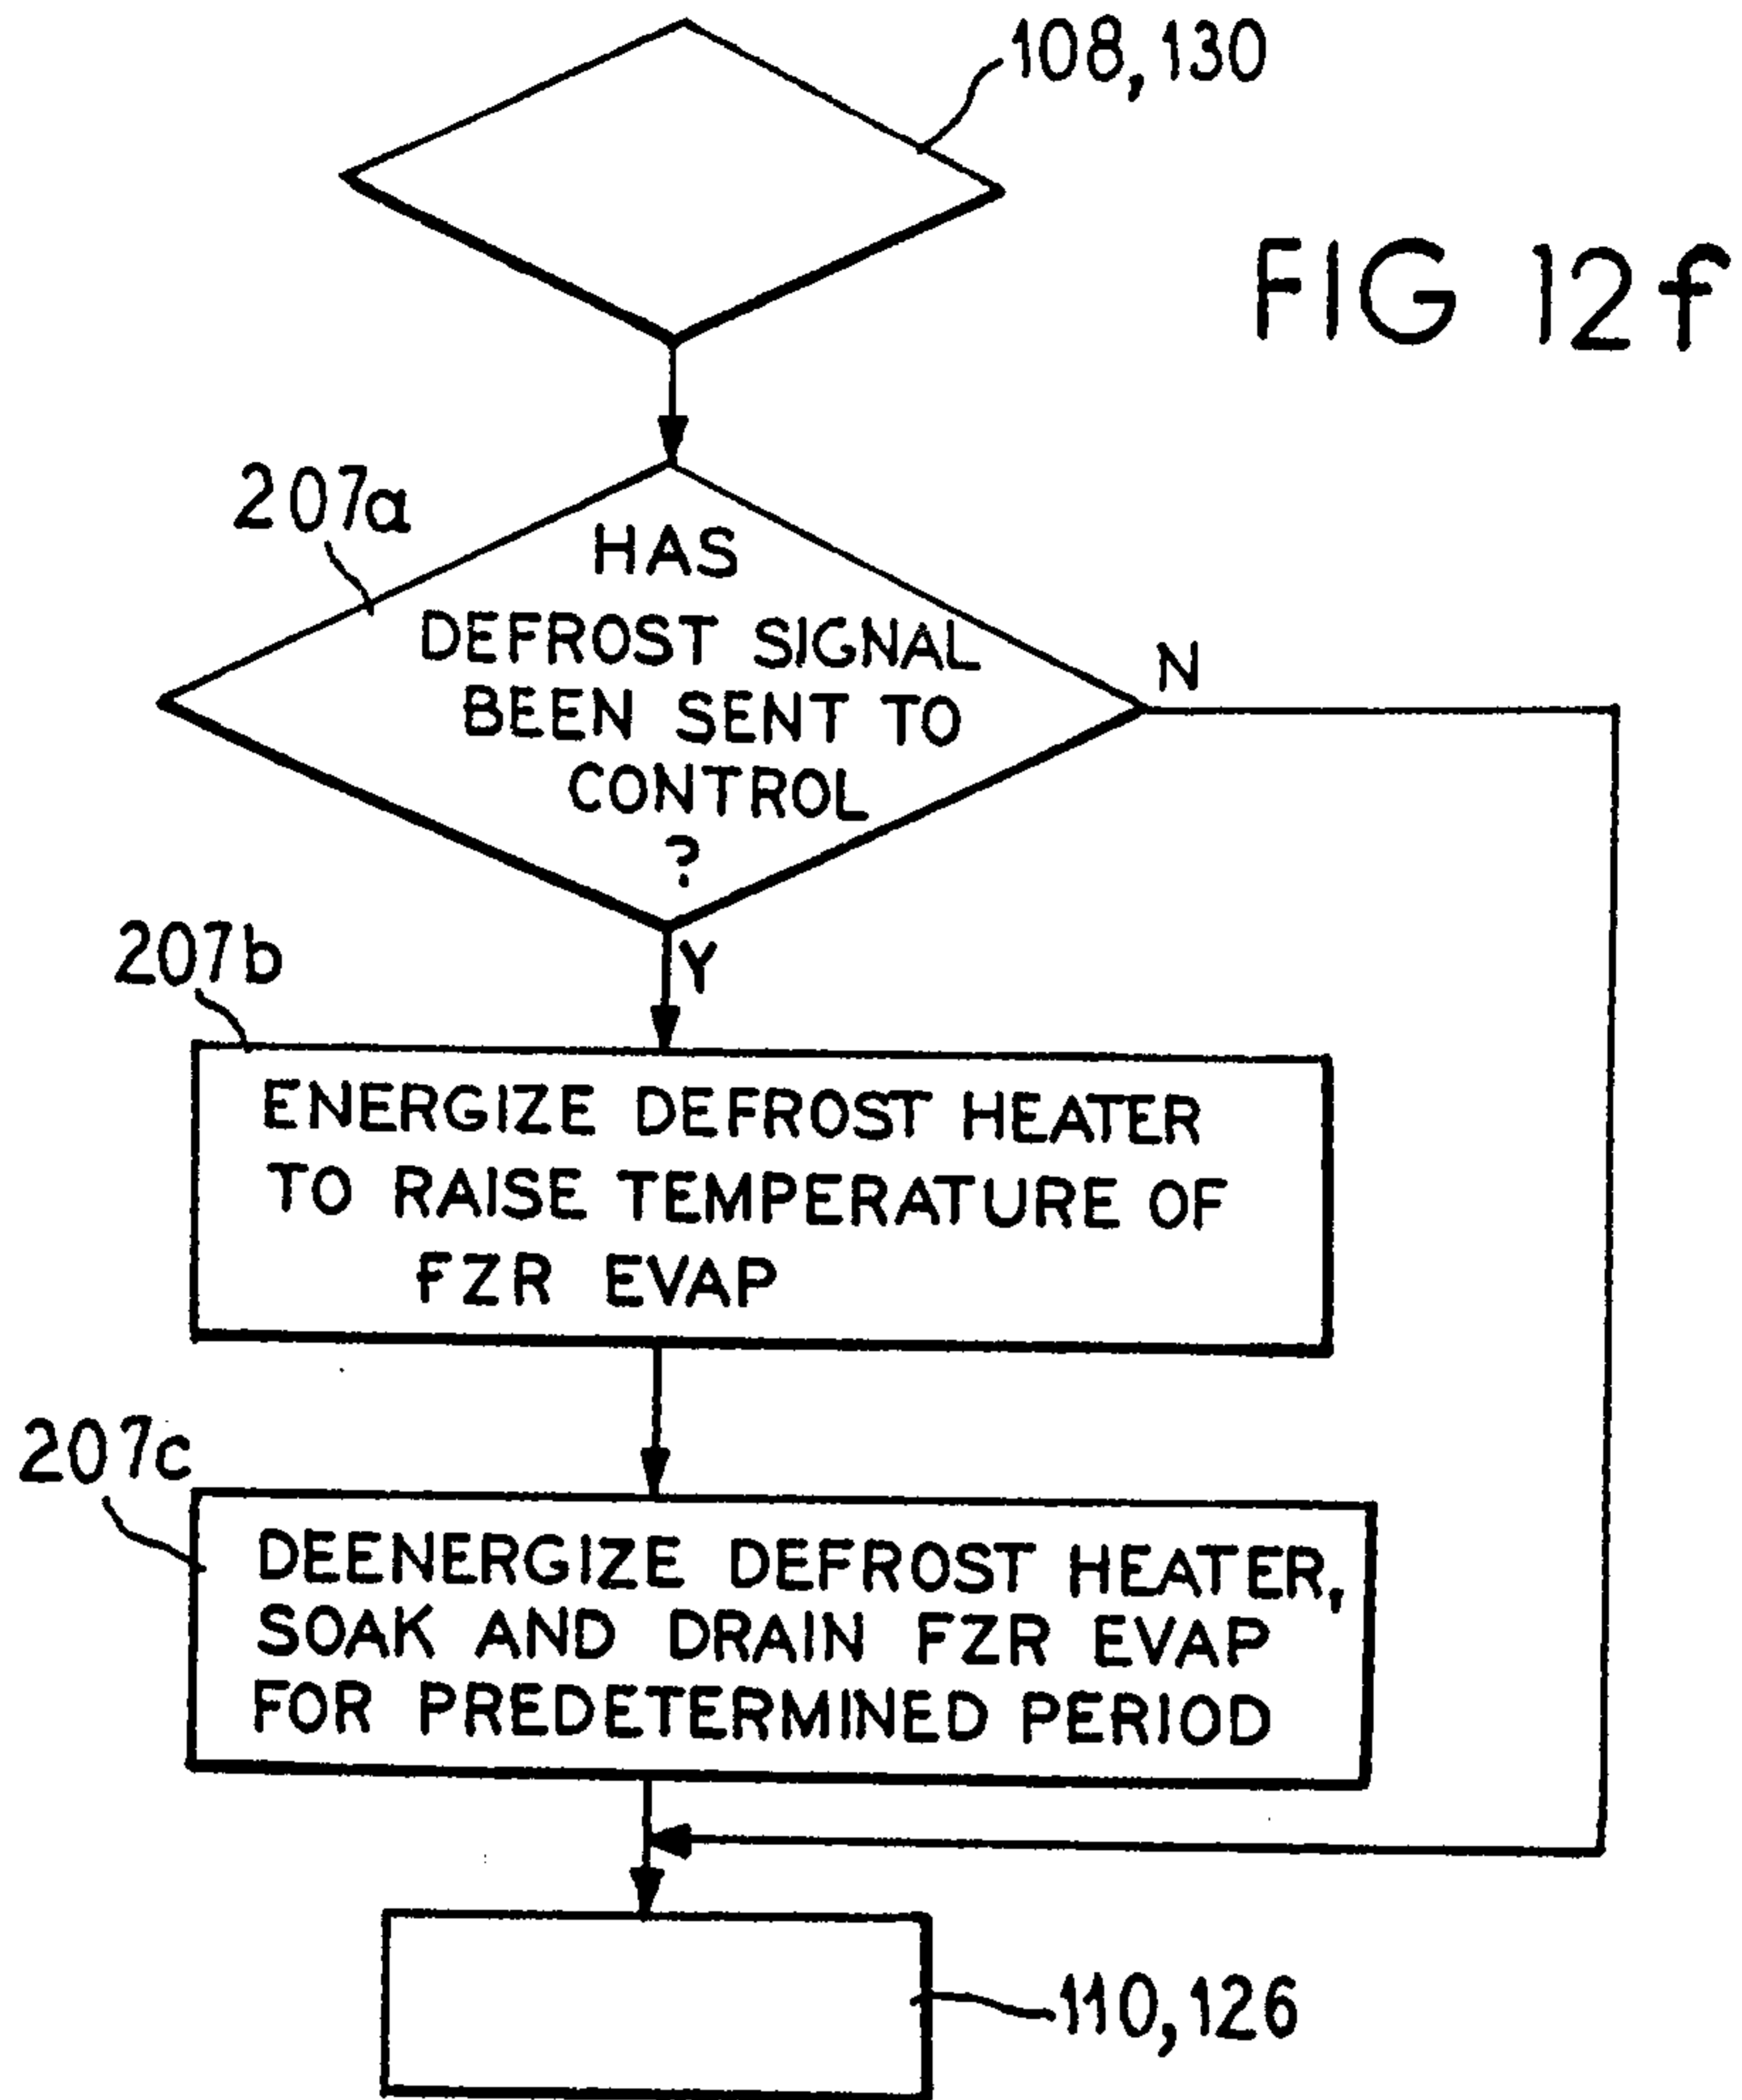 108,130
FIG 12f
207a
HAS
DEFROST SIGNAL
BEEN SENT TO
CONTROL
?
N
Y
207b
ENERGIZE DEFROST HEATER
TO RAISE TEMPERATURE OF
FZR EVAP
207c
DEENERGIZE DEFROST HEATER,
SOAK AND DRAIN FZR EVAP
FOR PREDETERMINED PERIOD
110,126